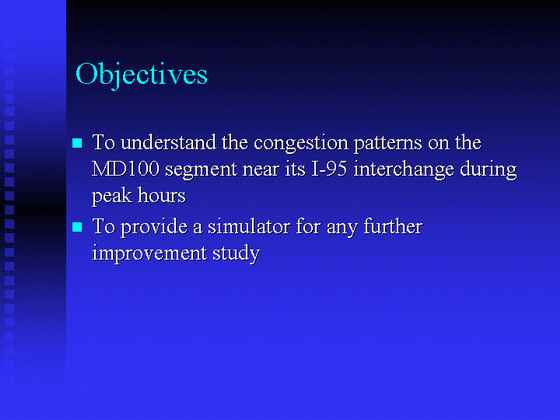 Objectives
To understand the congestion patterns on the
MD100 segment near its I-95 interchange during
peak hours
To provide a simulator for any further
improvement study